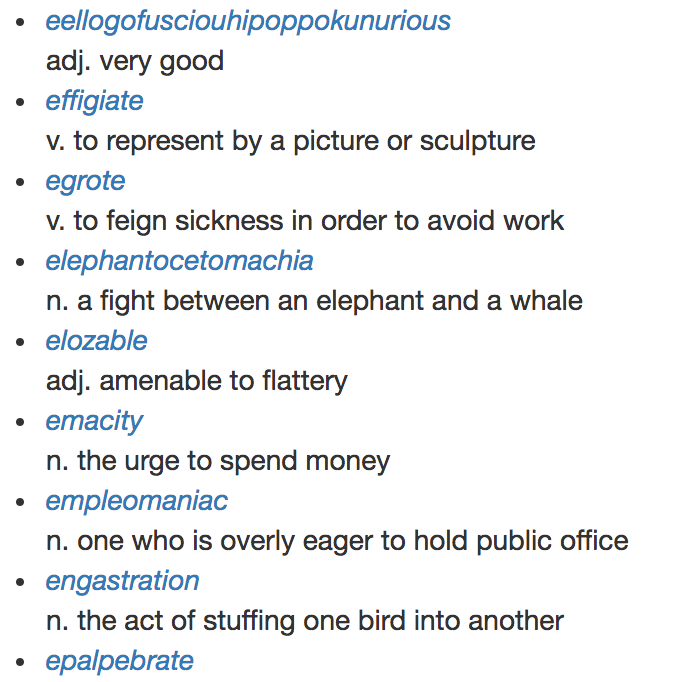 eellogofusciouhipoppokunurious
adj. very good
effigiate
v. to represent by a picture or sculpture
egrote
v. to feign sickness in order to avoid work
elephantocetomachia
n. a fight between an elephant and a whale
elozable
adj. amenable to flattery
emacity
n. the urge to spend money
empleomaniac
n. one who is overly eager to hold public office
engastration
n. the act of stuffing one bird into another
epalpebrate